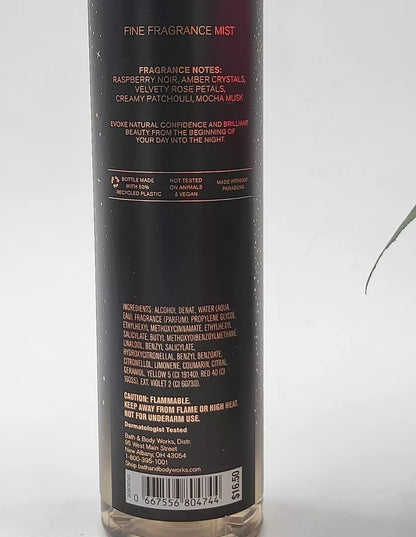 FINE FRAGRANCE MIST
FRAGRANCE NOTES:
RASPBERRY NOIR, AMBER CRYSTALS,
VELVETY ROSE PETALS,
CREAMY PATCHOULI, MOCHA MUSK
EVOKE NATURAL CONFIDENCE AND BRILLIANT
BEAUTY FROM THE BEGINNING OF
YOUR DAY INTO THE NIGHT.
BOTTLE MADE
WITH 50%
RECYCLED PLASTIC
NOT TESTED
ON ANIMALS
& VEGAN
MADE WITHOUT
PARABENS
INGREDIENTS: ALCOHOL DENAT., WATER (AQUA,
EAU), FRAGRANCE (PARFUM), PROPYLENE GLYCOL,
ETHYLHEXYL METHOXYCINNAMATE, ETHYLHEXYL
SALICYLATE, BUTYL METHOXYDIBENZOYLMETHANE,
LINALOOL, BENZYL SALICYLATE,
HYDROXYCITRONELLAL, BENZYL BENZOATE,
CITRONELLOL, LIMONENE, COUMARIN, CITRAL,
GERANIOL, YELLOW 5 (CI 19140), RED 40 (CI
16035), EXT. VIOLET 2 (CI 60730).
CAUTION: FLAMMABLE.
KEEP AWAY FROM FLAME OR HIGH HEAT.
NOT FOR UNDERARM USE.
Dermatologist Tested
Bath & Body Works, Distr.
95 West Main Street
New Albany, OH 43054
1-800-395-1001
Shop bathandbodyworks.com
0 667556 804744
$16.50